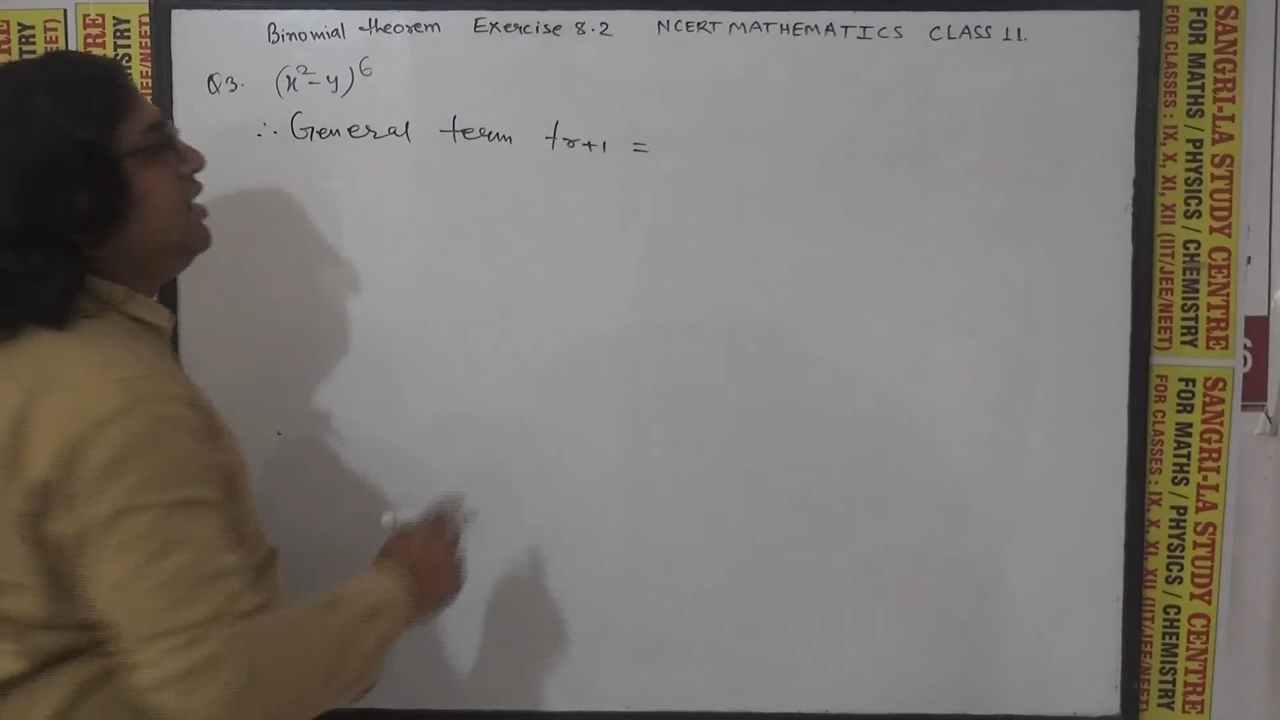 Binomial theorem Exercise 8.2 NCERT MATHEMATICS CLASS 11.
Q3. (x²-y)⁶
∴ General term tr+1 =
SANGRI-LA STUDY CENTRE
FOR MATHS / PHYSICS / CHEMISTRY
FOR CLASSES : IX, X, XI, XII (IIT/JEE/NEET)
SANGRI-LA STUDY CENTRE
FOR MATHS / PHYSICS / CHEMISTRY
FOR CLASSES : IX, X, XI, XII (IIT/JEE/NEET)